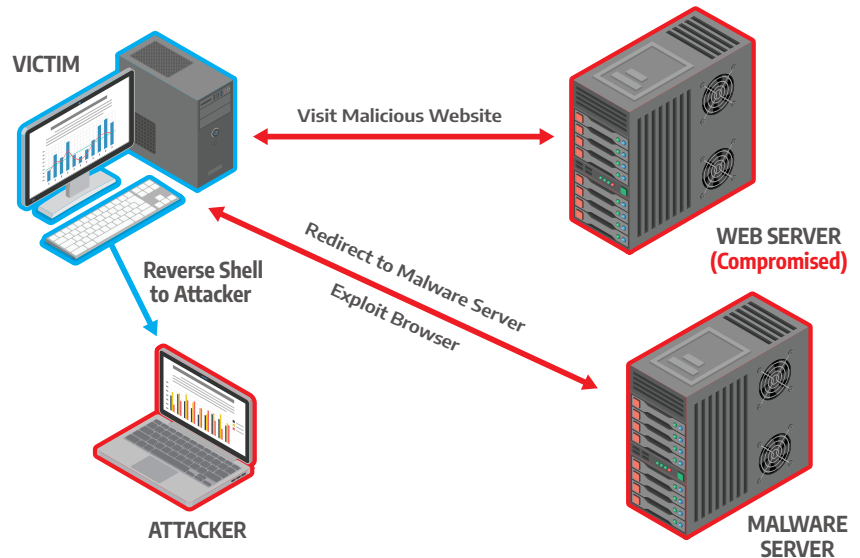 VICTIM
Visit Malicious Website
WEB SERVER
(Compromised)
Redirect to Malware Server
Exploit Browser
Reverse Shell
to Attacker
ATTACKER
MALWARE
SERVER